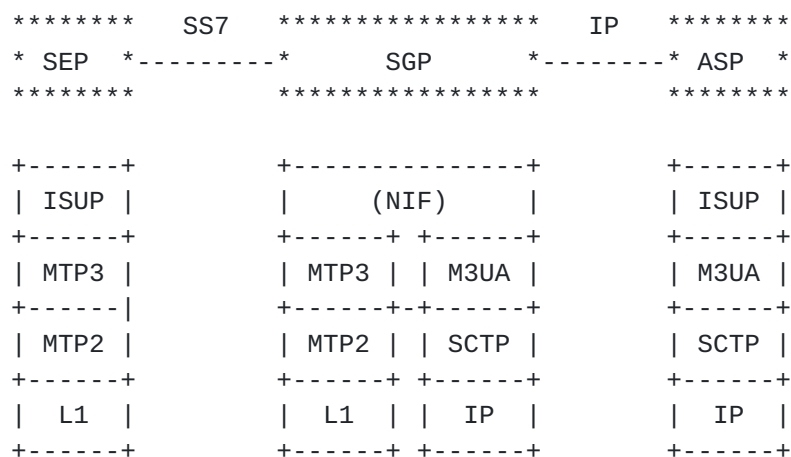 ********   SS7   *****************   IP   ********
* SEP *---------*      SGP      *--------* ASP *
********         *****************        ********
+------+         +---------------+        +------+
| ISUP |         |     (NIF)     |        | ISUP |
+------+         +------+ +------+        +------+
| MTP3 |         | MTP3 | | M3UA |        | M3UA |
+------|         +------+-+------+        +------+
| MTP2 |         | MTP2 | | SCTP |        | SCTP |
+------+         +------+ +------+        +------+
|  L1  |         |  L1  | |  IP  |        |  IP  |
+------+         +------+ +------+        +------+